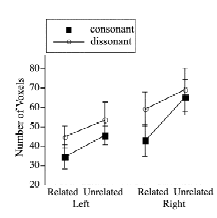 consonant
dissonant
80
70
60
50
40
30
20
Number of Voxels
Related Unrelated Related Unrelated
Left Right